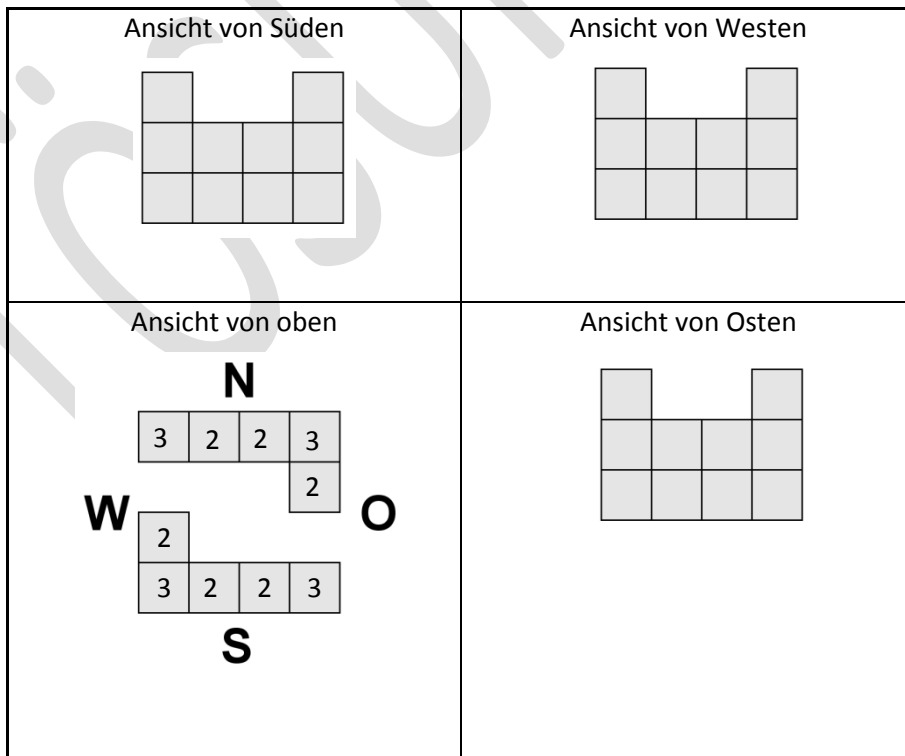 Ansicht von Süden
Ansicht von Westen
Ansicht von oben
N
3 2 2 3
2
W
O
2
3 2 2 3
S
Ansicht von Osten